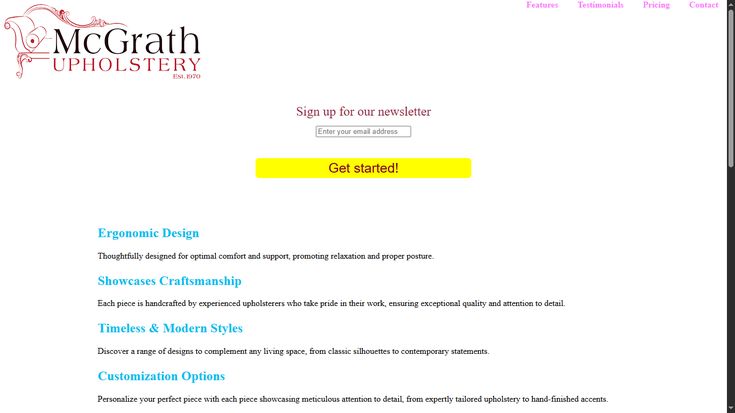 Features Testimonials Pricing Contact
McGrath
UPHOLSTERY
EST. 1970
Sign up for our newsletter
Enter your email address
Get started!
Ergonomic Design
Thoughtfully designed for optimal comfort and support, promoting relaxation and proper posture.
Showcases Craftsmanship
Each piece is handcrafted by experienced upholsterers who take pride in their work, ensuring exceptional quality and attention to detail.
Timeless & Modern Styles
Discover a range of designs to complement any living space, from classic silhouettes to contemporary statements.
Customization Options
Personalize your perfect piece with each piece showcasing meticulous attention to detail, from expertly tailored upholstery to hand-finished accents.